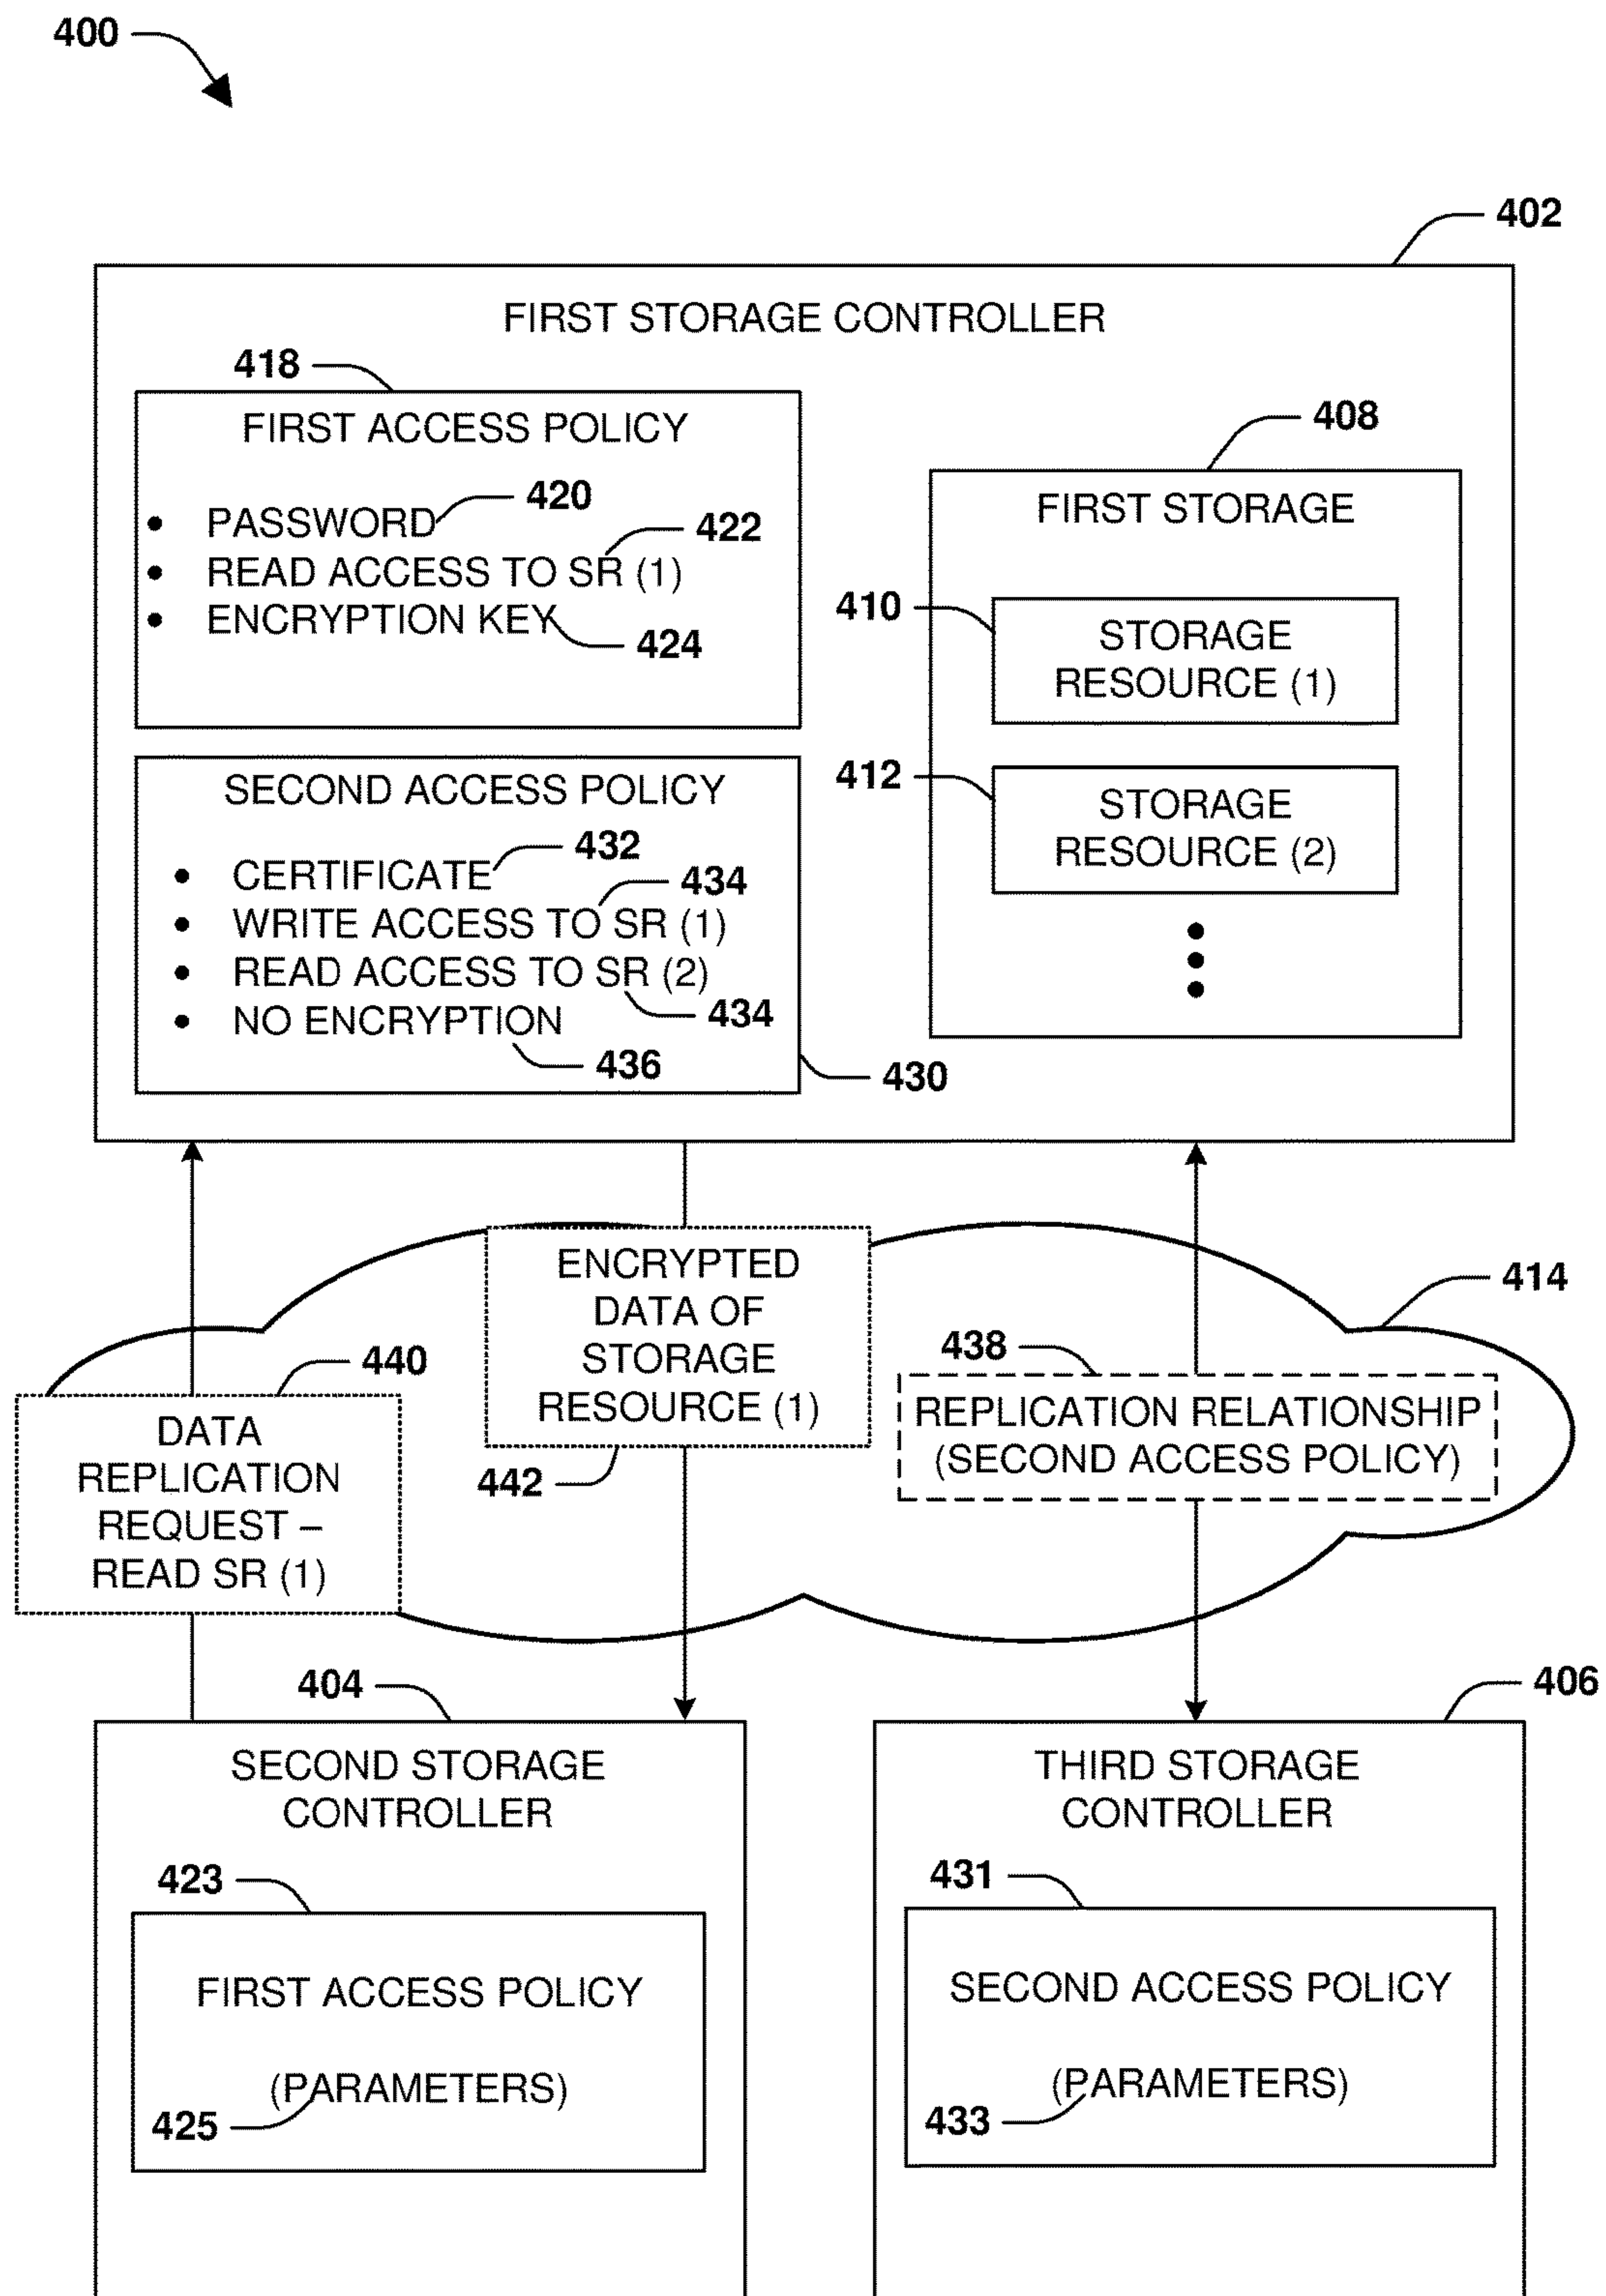 400
402
FIRST STORAGE CONTROLLER
418
FIRST ACCESS POLICY
420
• PASSWORD
422
• READ ACCESS TO SR (1)
• ENCRYPTION KEY
424
408
FIRST STORAGE
410
STORAGE
RESOURCE (1)
412
STORAGE
RESOURCE (2)
SECOND ACCESS POLICY
432
• CERTIFICATE
434
• WRITE ACCESS TO SR (1)
• READ ACCESS TO SR (2)
434
• NO ENCRYPTION
436
430
414
440
DATA
REPLICATION
REQUEST –
READ SR (1)
ENCRYPTED
DATA OF
STORAGE
RESOURCE (1)
442
438
REPLICATION RELATIONSHIP
(SECOND ACCESS POLICY)
404
SECOND STORAGE
CONTROLLER
423
FIRST ACCESS POLICY
(PARAMETERS)
425
406
THIRD STORAGE
CONTROLLER
431
SECOND ACCESS POLICY
(PARAMETERS)
433